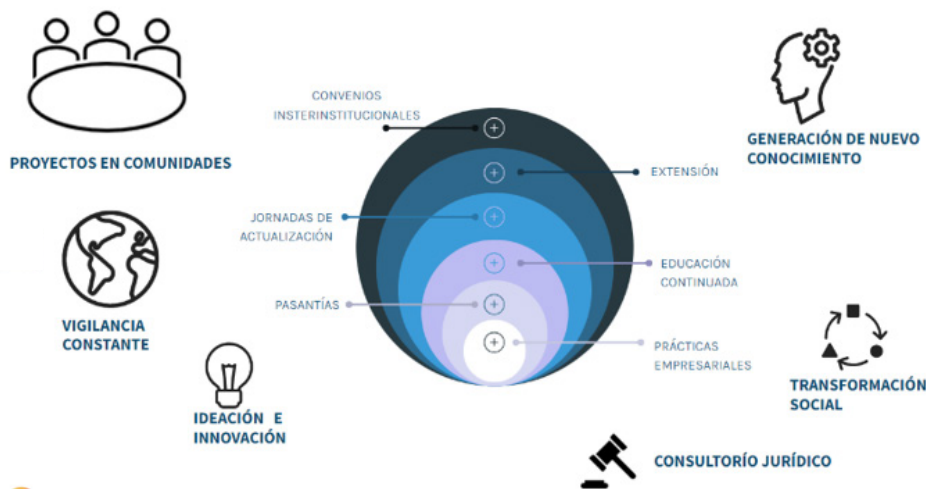 CONVENIOS
INSTERINSTITUCIONALES
GENERACIÓN DE NUEVO
CONOCIMIENTO
PROYECTOS EN COMUNIDADES
EXTENSIÓN
JORNADAS DE
ACTUALIZACIÓN
EDUCACIÓN
CONTINUADA
PASANTÍAS
VIGILANCIA
CONSTANTE
PRÁCTICAS
EMPRESARIALES
TRANSFORMACIÓN
SOCIAL
IDEACIÓN E
INNOVACIÓN
CONSULTORÍO JURÍDICO